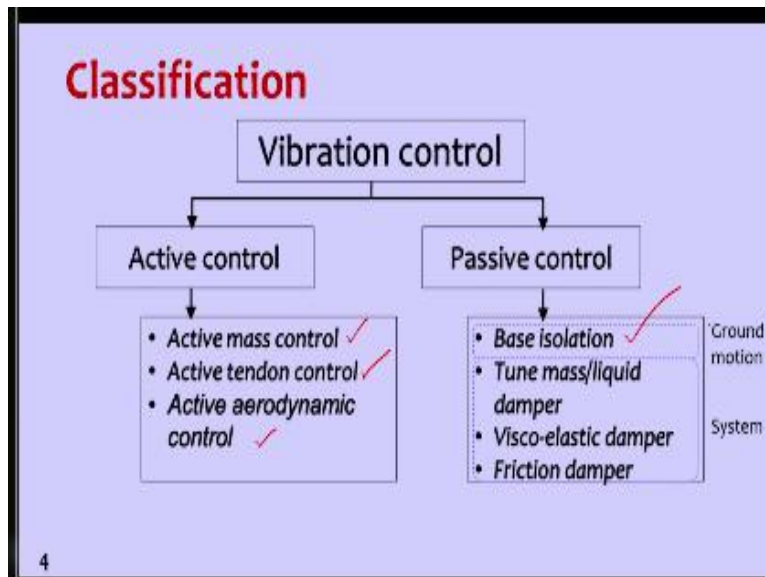 Classification
Vibration control
Active control
Passive control
• Active mass control
• Active tendon control
• Active aerodynamic
control
• Base isolation
• Tune mass/liquid
damper
• Visco-elastic damper
• Friction damper
Ground
motion
System
4